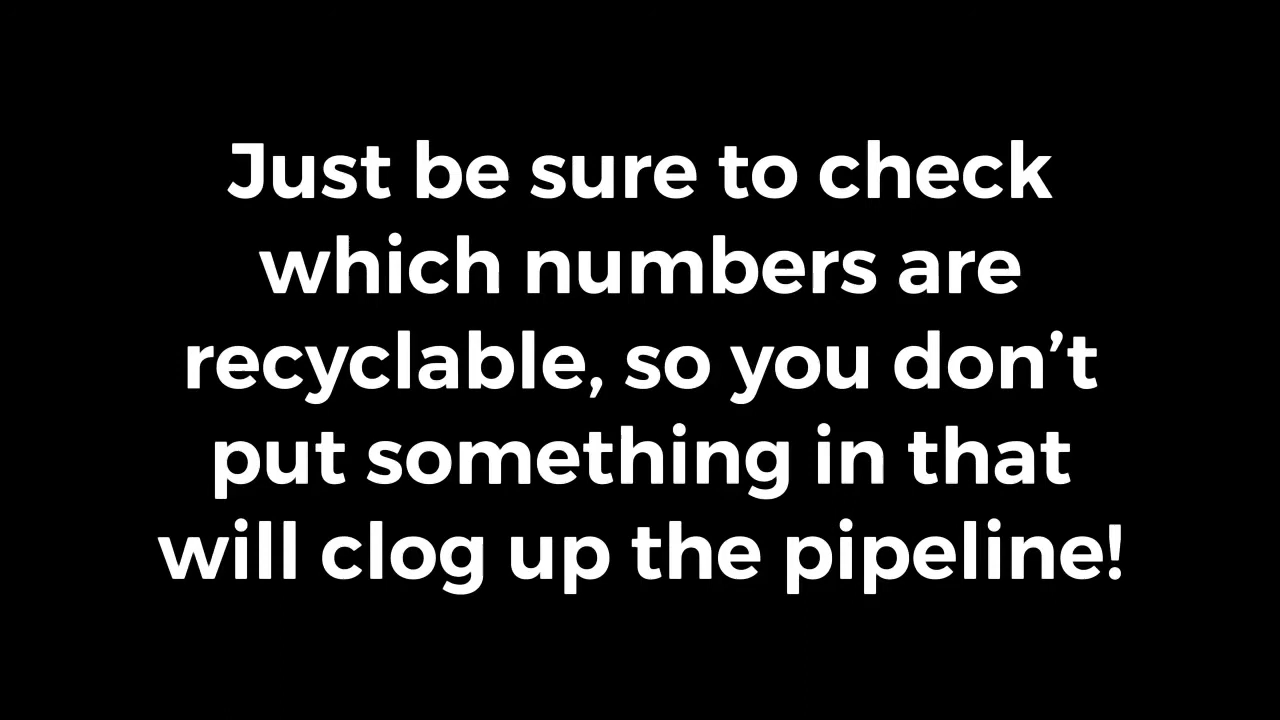 Just be sure to check
which numbers are
recyclable, so you don’t
put something in that
will clog up the pipeline!